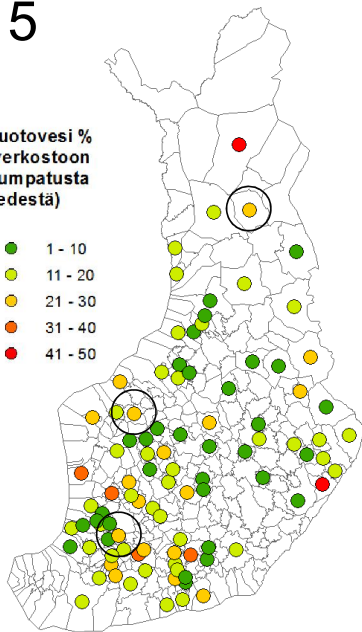 5
uotovesi %
verkostoon
umpatusta
edestä)
1 - 10
11 - 20
21 - 30
31 - 40
41 - 50